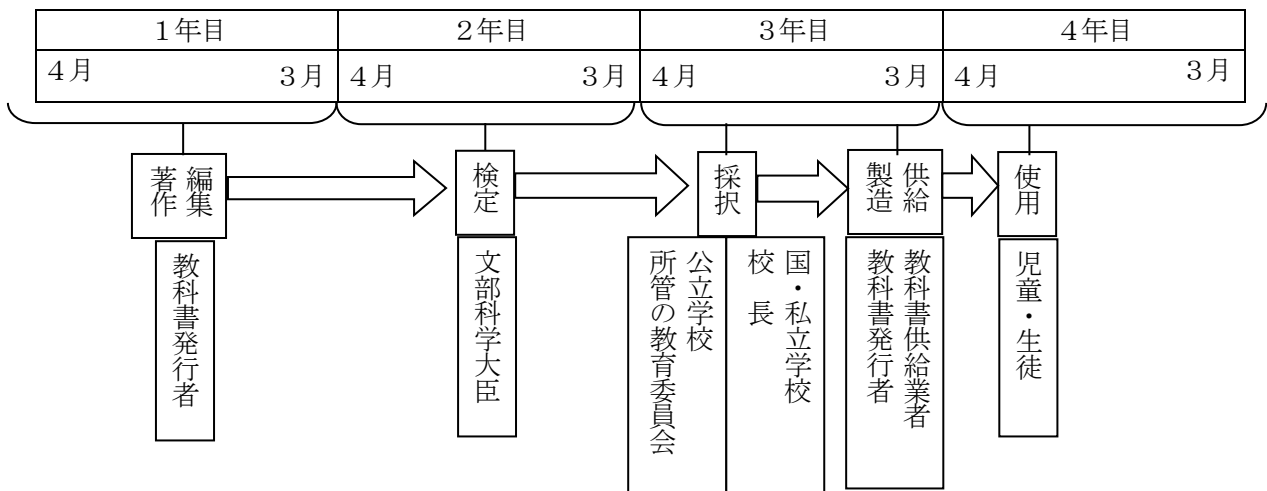 １年目
２年目
３年目
４年目
４月
３月
４月
３月
４月
３月
４月
３月
編集
著作
検定
採択
供給
製造
使用
教科書発行者
文部科学大臣
公立学校
所管の教育委員会
国・私立学校
校長
教科書供給業者
教科書発行者
児童・生徒